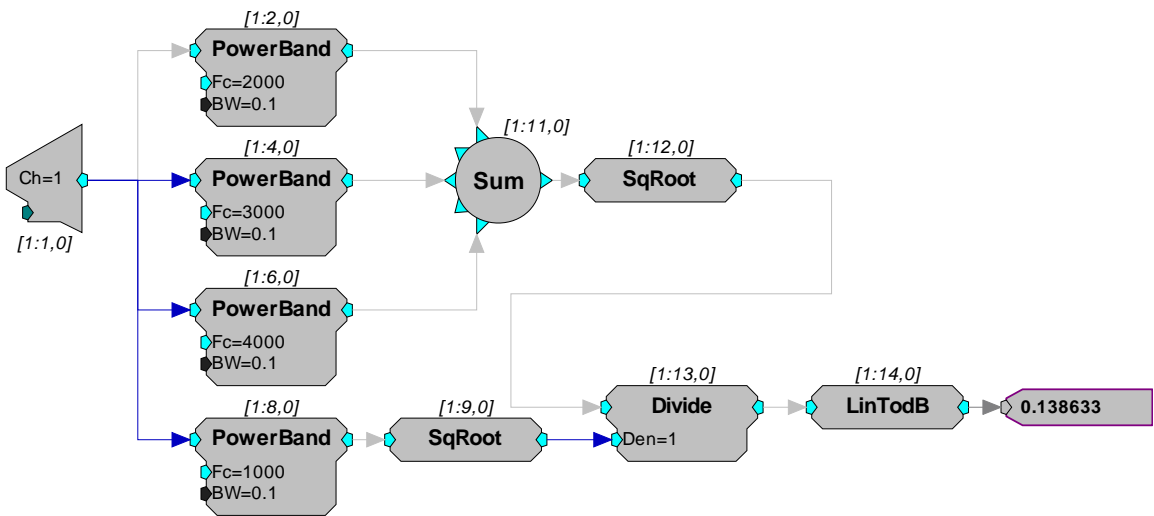 [1:2,0]
PowerBand
Fc=2000
BW=0.1
[1:11,0]
[1:4,0]
[1:12,0]
Ch=1
PowerBand
Sum
SqRoot
Fc=3000
BW=0.1
[1:1,0]
[1:6,0]
PowerBand
Fc=4000
BW=0.1
[1:13,0]
[1:14,0]
[1:8,0]
[1:9,0]
Divide
LinTodB
0.138633
PowerBand
SqRoot
Den=1
Fc=1000
BW=0.1